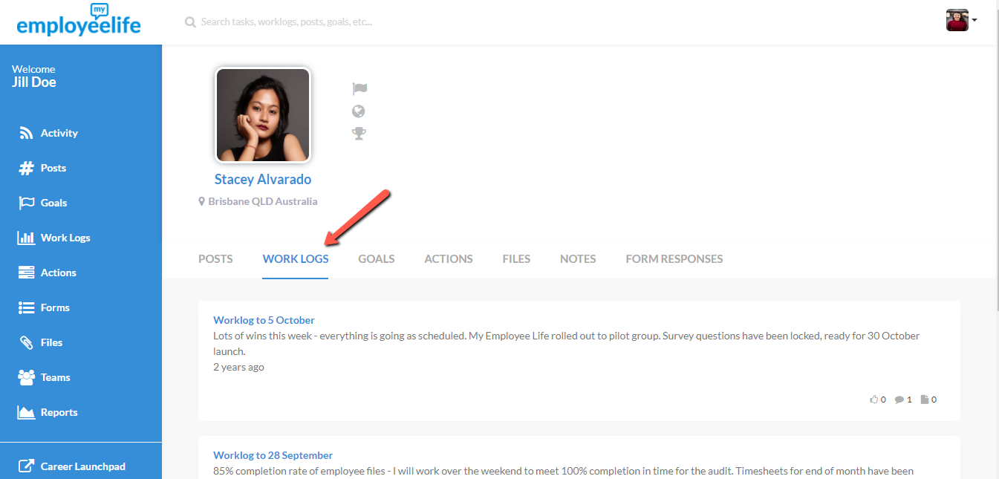 my
employeelife
Search tasks, worklogs, posts, goals, etc...
Welcome
Jill Doe
Activity
Posts
Goals
Work Logs
Actions
Forms
Files
Teams
Reports
Career Launchpad
Stacey Alvarado
Brisbane QLD Australia
POSTS WORK LOGS GOALS ACTIONS FILES NOTES FORM RESPONSES
Worklog to 5 October
Lots of wins this week - everything is going as scheduled. My Employee Life rolled out to pilot group. Survey questions have been locked, ready for 30 October
launch.
2 years ago
0 1 0
Worklog to 28 September
85% completion rate of employee files - I will work over the weekend to meet 100% completion in time for the audit. Timesheets for end of month have been